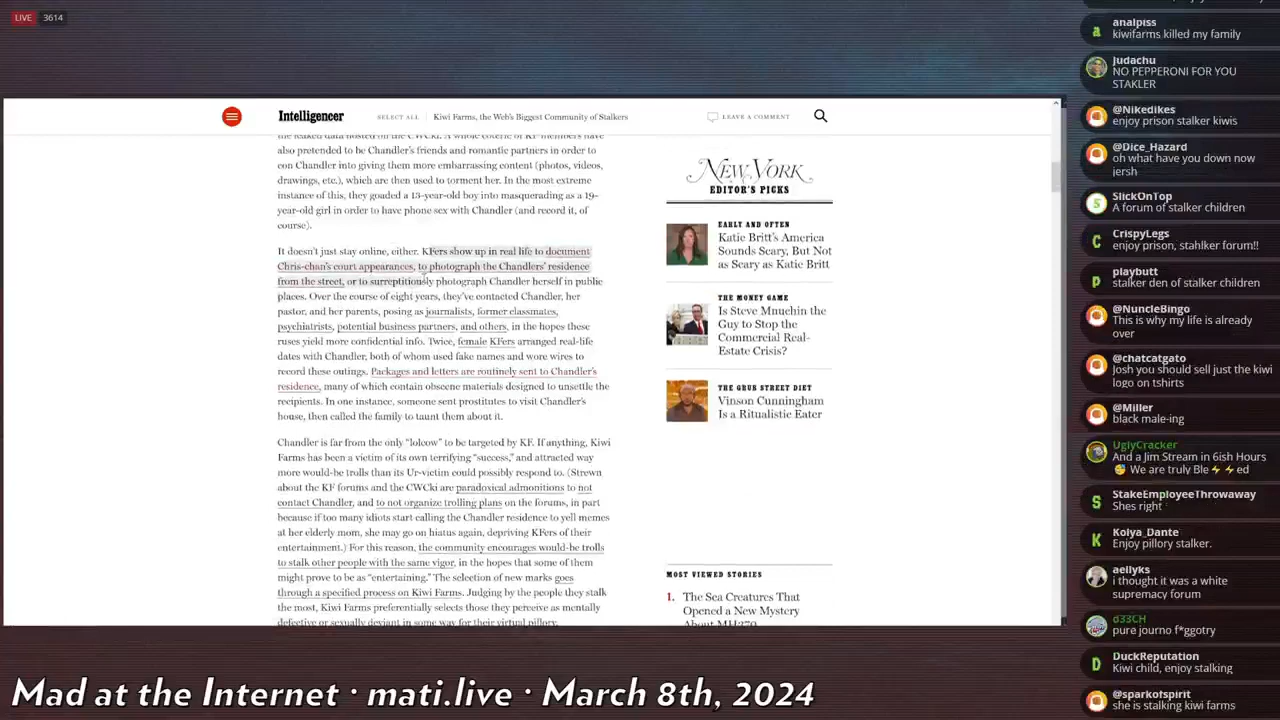 LIVE 3614
Intelligencer
SELECT ALL | Kiwi Farms, the Web's Biggest Community of Stalkers
LEAVE A COMMENT
also pretended to be Chandler's friends and romantic partners in order to
con Chandler into giving them more embarrassing content (photos, videos,
drawings, etc.), which are then used to torment her. In the most extreme
instance of this, they goaded a 13-year-old boy into masquerading as a 19-
year-old girl in order to have phone sex with Chandler (and record it, of
course).
It doesn't just stay online, either. KFers show up in real life to document
Chris-chan's court appearances, to photograph the Chandlers' residence
from the street, or to surreptitiously photograph Chandler herself in public
places. Over the course of eight years, they've contacted Chandler, her
pastor, and her parents, posing as journalists, former classmates,
psychiatrists, potential business partners, and others, in the hopes these
ruses yield more confidential info. Twice, female KFers arranged real-life
dates with Chandler, both of whom used fake names and wore wires to
record these outings. Packages and letters are routinely sent to Chandler's
residence, many of which contain obscene materials designed to unsettle the
recipients. In one instance, someone sent prostitutes to visit Chandler's
house, then called the family to taunt them about it.
Chandler is far from the only "lolcow" to be targeted by KF. If anything, Kiwi
Farms has been a victim of its own terrifying "success," and attracted way
more would-be trolls than its Ur-victim could possibly respond to. (Strewn
about the KF forums and the CWCki are paradoxical admonitions to not
contact Chandler, and to not organize trolling plans on the forums, in part
because if too many idiots start calling the Chandler residence to yell memes
at her elderly mom, she may go on hiatus again, depriving KFers of their
entertainment.) For this reason, the community encourages would-be trolls
to stalk other people with the same vigor, in the hopes that some of them
might prove to be as "entertaining." The selection of new marks goes
through a specified process on Kiwi Farms. Judging by the people they stalk
the most, Kiwi Farms preferentially selects those they perceive as mentally
defective or sexually deviant in some way for their virtual pillory.
NEW YORK
EDITOR'S PICKS
EARLY AND OFTEN
Katie Britt's America
Sounds Scary, But Not
as Scary as Katie Britt
THE MONEY GAME
Is Steve Mnuchin the
Guy to Stop the
Commercial Real-
Estate Crisis?
THE GRUB STREET DIET
Vinson Cunningham
Is a Ritualistic Eater
MOST VIEWED STORIES
1. The Sea Creatures That
Opened a New Mystery
About MH370
analpiss
kiwifarms killed my family
Judachu
NO PEPPERONI FOR YOU
STAKLER
@Nikedikes
enjoy prison stalker kiwis
@Dice_Hazard
oh what have you down now
jersh
SlickOnTop
A forum of stalker children
CrispyLegs
enjoy prison, stahlker forum!!
playbutt
stalker den of stalker children
@NuncleBingo
This is why my life is already
over
@chatcatgato
Josh you should sell just the kiwi
logo on tshirts
@Miller
black male-ing
UglyCracker
And a Jim Stream in 6ish Hours
We are truly Ble⚡⚡ed
StakeEmployeeThrowaway
Shes right
Kolya_Dante
Enjoy pillory stalker.
aellyks
i thought it was a white
supremacy forum
d33CH
pure journo f*ggotry
DuckReputation
Kiwi child, enjoy stalking
@sparkofspirit
she is stalking kiwi farms
Mad at the Internet · mati.live · March 8th, 2024